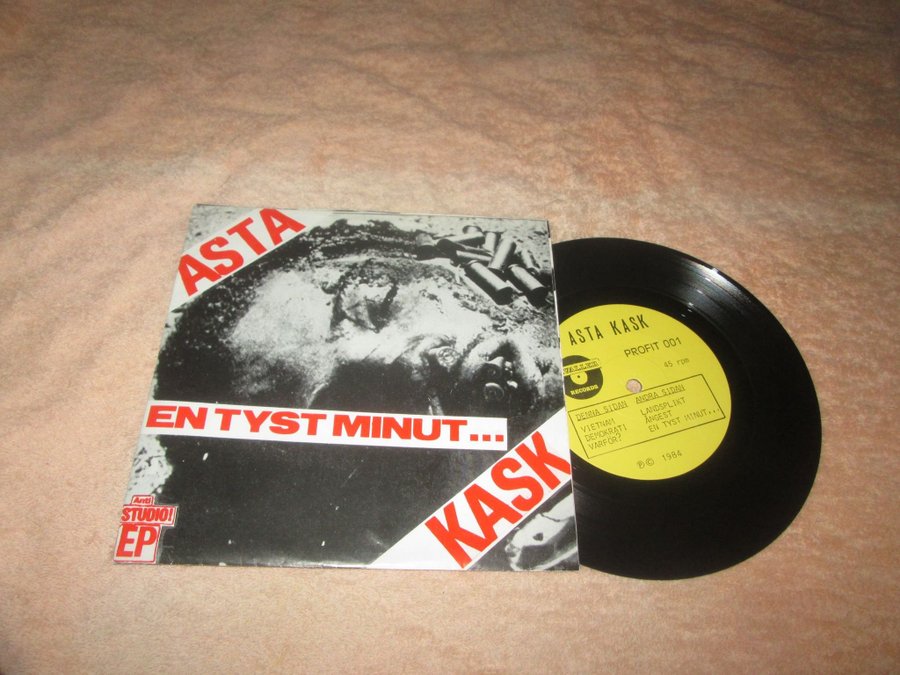 ASTA
EN TYST MINUT...
KASK
Anti
STUDIO!
EP
ASTA KASK
PROFIT 001
45 rpm
RECORDS
DENNA SIDAN
VIETNAM
DEMOKRATI
VARFÖR?
ANDRA SIDAN
LANDSPLIKT
ÅNGEST
EN TYST MINUT...
℗© 1984